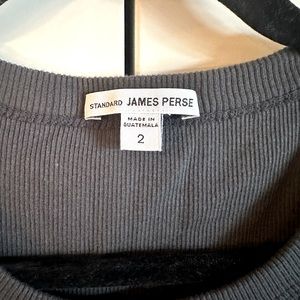 STANDARD JAMES PERSE
MADE IN
GUATEMALA
2